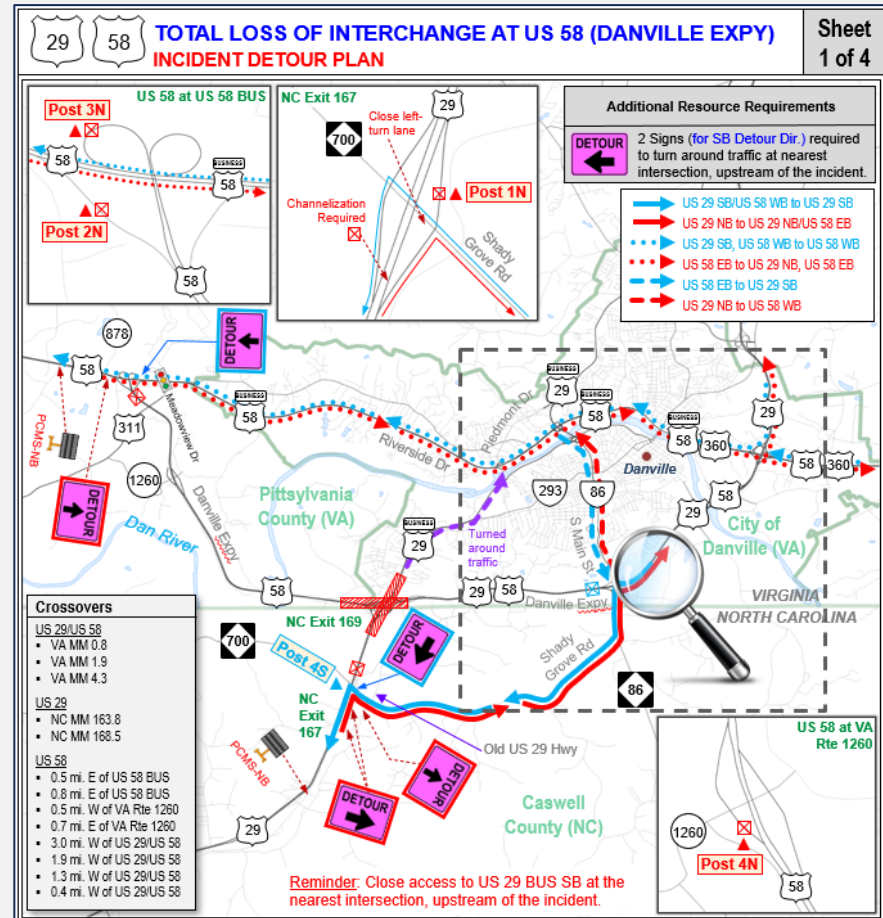 29
58
TOTAL LOSS OF INTERCHANGE AT US 58 (DANVILLE EXPY)
INCIDENT DETOUR PLAN
Sheet
1 of 4
US 58 at US 58 BUS
Post 3N
58
BUSINESS
58
Post 2N
58
NC Exit 167
29
Close left-
turn lane
700
Post 1N
Channelization
Required
Shady
Grove Rd
Additional Resource Requirements
DETOUR
2 Signs (for SB Detour Dir.) required
to turn around traffic at nearest
intersection, upstream of the incident.
US 29 SB/US 58 WB to US 29 SB
US 29 NB to US 29 NB/US 58 EB
US 29 SB, US 58 WB to US 58 WB
US 58 EB to US 29 NB, US 58 EB
US 58 EB to US 29 SB
US 29 NB to US 58 WB
878
DETOUR
58
Meadowview Dr
BUSINESS
58
PCMS-NB
311
DETOUR
1260
Danville Expy
Dan River
Pittsylvania
County (VA)
Riverside Dr
Piedmont Dr
BUSINESS
29
BUSINESS
58
BUSINESS
58
360
29
58
360
Danville
293
86
S Main St
29
58
City of
Danville (VA)
BUSINESS
29
Turned
around
traffic
58
29
58
Danville Expy
VIRGINIA
NORTH CAROLINA
NC Exit 169
700
Post 4S
DETOUR
NC
Exit
167
Shady
Grove Rd
86
Old US 29 Hwy
PCMS-NB
DETOUR
DETOUR
29
Caswell
County (NC)
Crossovers
US 29/US 58
▪ VA MM 0.8
▪ VA MM 1.9
▪ VA MM 4.3
US 29
▪ NC MM 163.8
▪ NC MM 168.5
US 58
▪ 0.5 mi. E of US 58 BUS
▪ 0.8 mi. E of US 58 BUS
▪ 0.5 mi. W of VA Rte 1260
▪ 0.7 mi. E of VA Rte 1260
▪ 3.0 mi. W of US 29/US 58
▪ 1.9 mi. W of US 29/US 58
▪ 1.3 mi. W of US 29/US 58
▪ 0.4 mi. W of US 29/US 58
US 58 at VA
Rte 1260
1260
Post 4N
58
Reminder: Close access to US 29 BUS SB at the
nearest intersection, upstream of the incident.